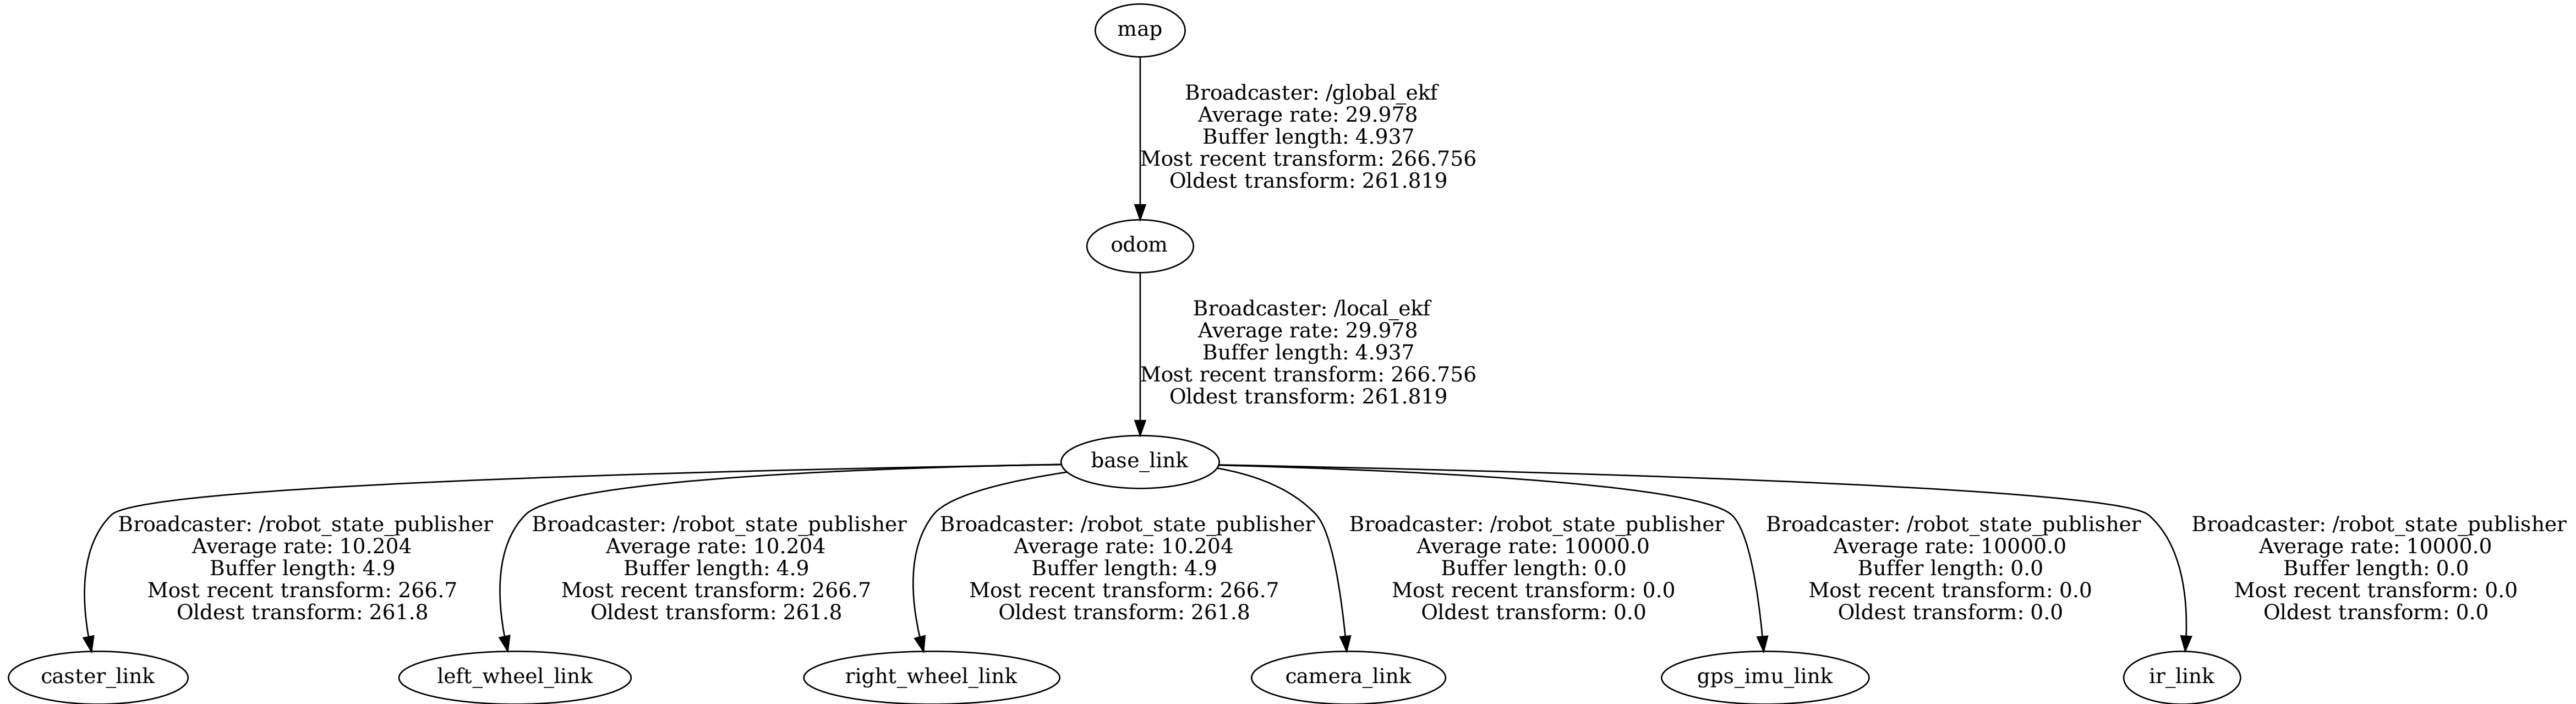 map
Broadcaster: /global_ekf
Average rate: 29.978
Buffer length: 4.937
Most recent transform: 266.756
Oldest transform: 261.819
odom
Broadcaster: /local_ekf
Average rate: 29.978
Buffer length: 4.937
Most recent transform: 266.756
Oldest transform: 261.819
base_link
Broadcaster: /robot_state_publisher
Average rate: 10.204
Buffer length: 4.9
Most recent transform: 266.7
Oldest transform: 261.8
Broadcaster: /robot_state_publisher
Average rate: 10.204
Buffer length: 4.9
Most recent transform: 266.7
Oldest transform: 261.8
Broadcaster: /robot_state_publisher
Average rate: 10.204
Buffer length: 4.9
Most recent transform: 266.7
Oldest transform: 261.8
Broadcaster: /robot_state_publisher
Average rate: 10000.0
Buffer length: 0.0
Most recent transform: 0.0
Oldest transform: 0.0
Broadcaster: /robot_state_publisher
Average rate: 10000.0
Buffer length: 0.0
Most recent transform: 0.0
Oldest transform: 0.0
Broadcaster: /robot_state_publisher
Average rate: 10000.0
Buffer length: 0.0
Most recent transform: 0.0
Oldest transform: 0.0
caster_link
left_wheel_link
right_wheel_link
camera_link
gps_imu_link
ir_link